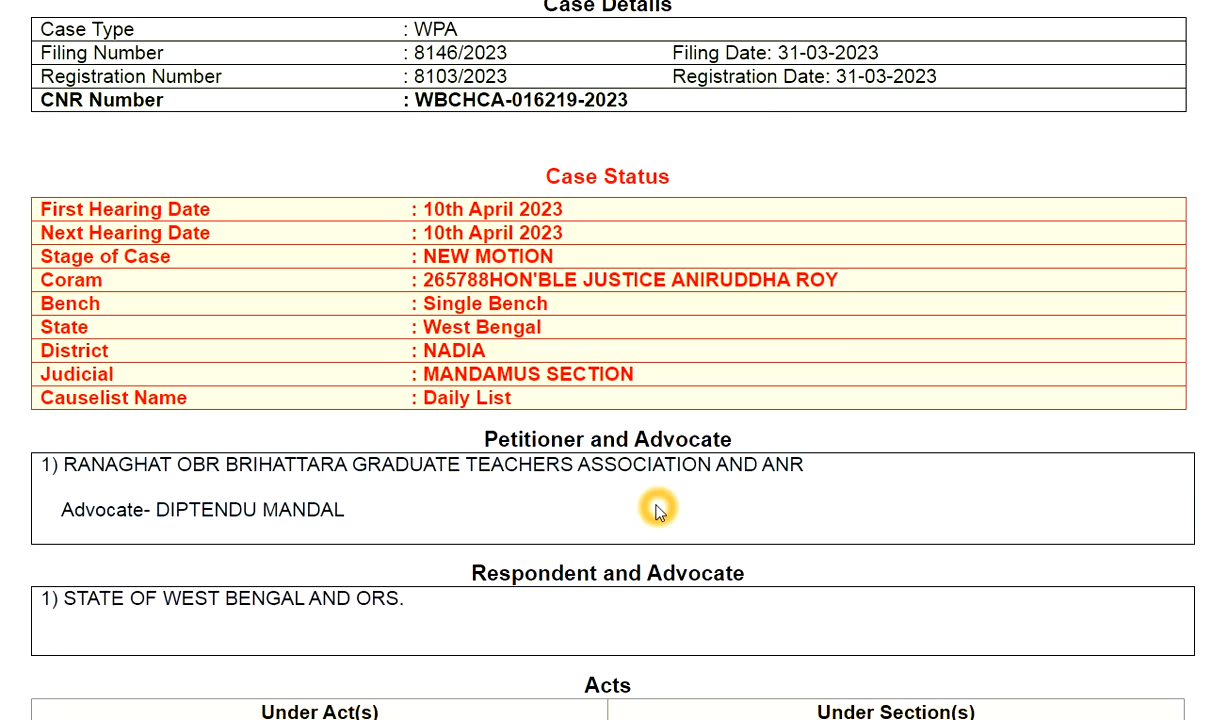 Case Details
Case Type : WPA
Filing Number : 8146/2023 Filing Date: 31-03-2023
Registration Number : 8103/2023 Registration Date: 31-03-2023
CNR Number : WBCHCA-016219-2023
Case Status
First Hearing Date : 10th April 2023
Next Hearing Date : 10th April 2023
Stage of Case : NEW MOTION
Coram : 265788HON'BLE JUSTICE ANIRUDDHA ROY
Bench : Single Bench
State : West Bengal
District : NADIA
Judicial : MANDAMUS SECTION
Causelist Name : Daily List
Petitioner and Advocate
1) RANAGHAT OBR BRIHATTARA GRADUATE TEACHERS ASSOCIATION AND ANR
Advocate- DIPTENDU MANDAL
Respondent and Advocate
1) STATE OF WEST BENGAL AND ORS.
Acts
Under Act(s) Under Section(s)